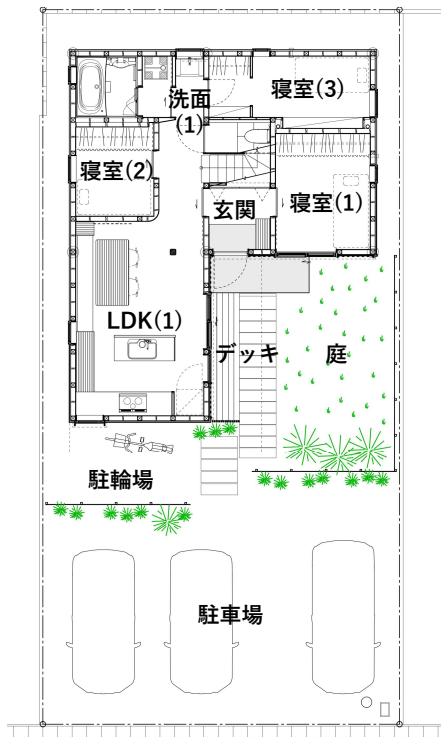 洗面
(1)
寝室(3)
寝室(2)
寝室(1)
玄関
LDK(1)
デッキ
庭
駐輪場
駐車場